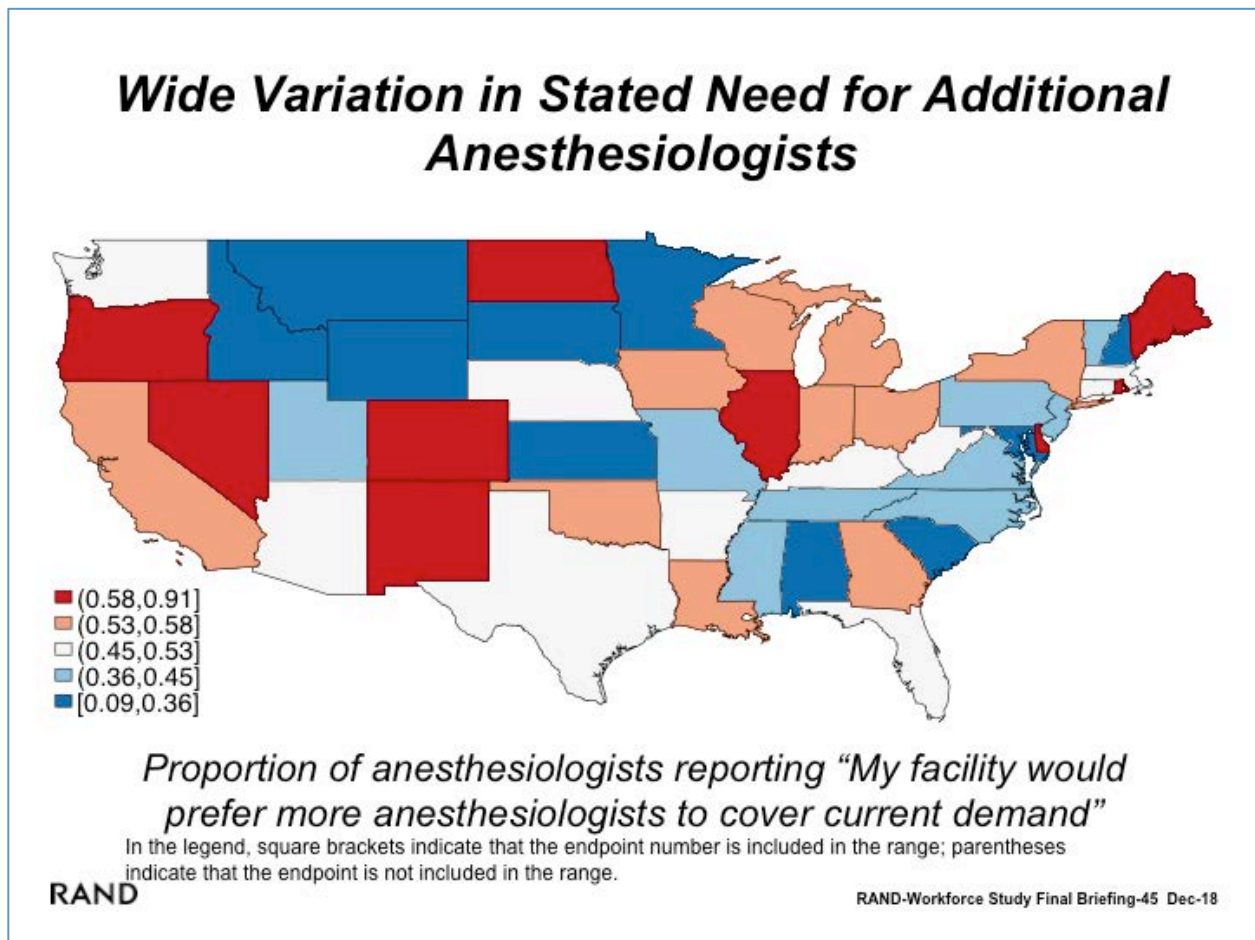 Wide Variation in Stated Need for Additional
Anesthesiologists
(0.58,0.91]
(0.53,0.58]
(0.45,0.53]
(0.36,0.45]
[0.09,0.36]
Proportion of anesthesiologists reporting “My facility would
prefer more anesthesiologists to cover current demand”
In the legend, square brackets indicate that the endpoint number is included in the range; parentheses
indicate that the endpoint is not included in the range.
RAND
RAND-Workforce Study Final Briefing-45 Dec-18